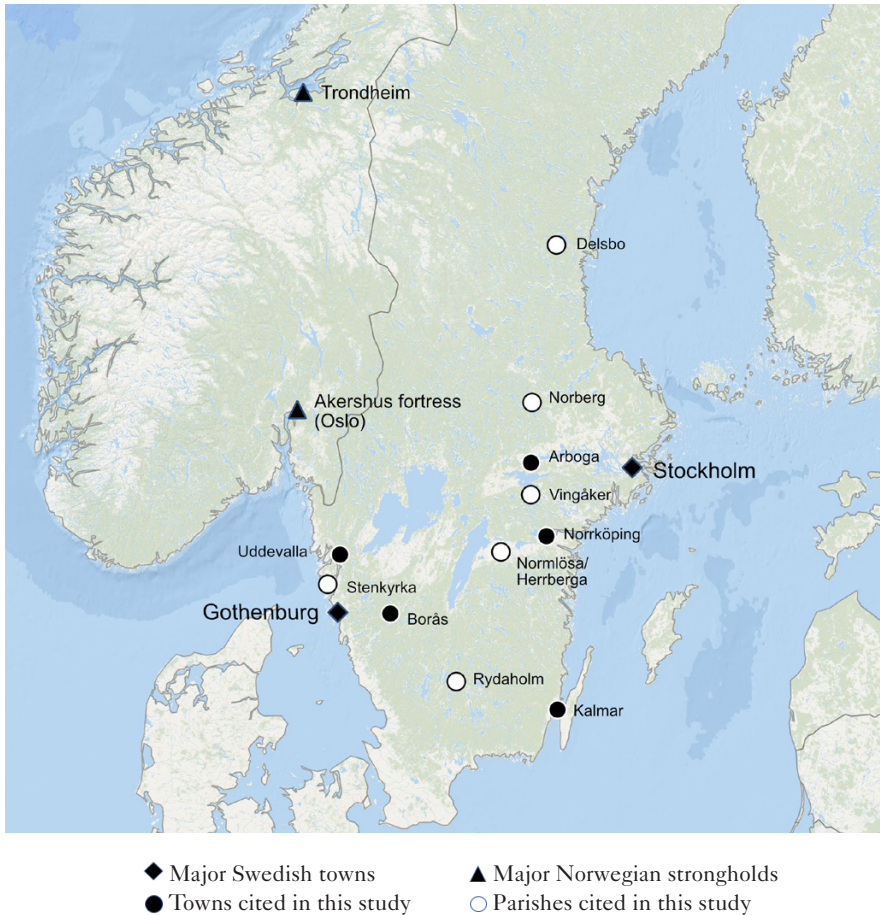 Trondheim
Delsbo
Akershus fortress
(Oslo)
Norberg
Arboga
Stockholm
Vingåker
Norrköping
Uddevalla
Normlösa/
Herrberga
Stenkyrka
Gothenburg
Borås
Rydaholm
Kalmar
Major Swedish towns
Major Norwegian strongholds
Towns cited in this study
Parishes cited in this study